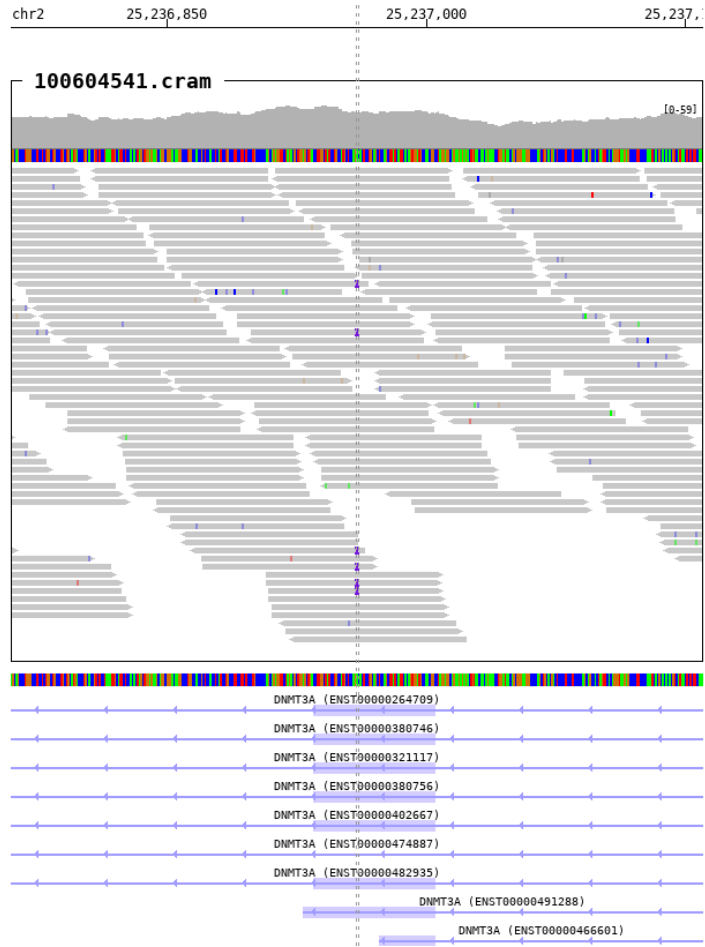 chr2 25,236,850 25,237,000 25,237,
100604541.cram
[0-59]
DNMT3A (ENST00000264709)
DNMT3A (ENST00000380746)
DNMT3A (ENST00000321117)
DNMT3A (ENST00000380756)
DNMT3A (ENST00000402667)
DNMT3A (ENST00000474887)
DNMT3A (ENST00000482935)
DNMT3A (ENST00000491288)
DNMT3A (ENST00000466601)